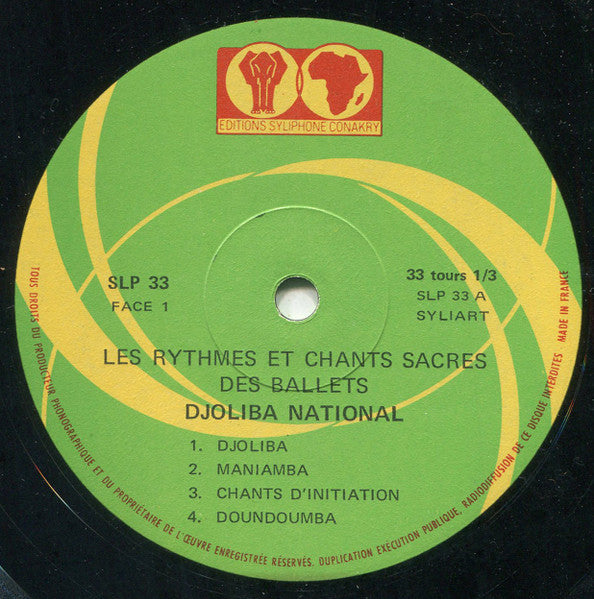 EDITIONS SYLIPHONE CONAKRY
SLP 33
FACE 1
33 tours 1/3
SLP 33 A
SYLIART
LES RYTHMES ET CHANTS SACRES
DES BALLETS
DJOLIBA NATIONAL
1. DJOLIBA
2. MANIAMBA
3. CHANTS D'INITIATION
4. DOUNDOUMBA
TOUS DROITS DU PRODUCTEUR PHONOGRAPHIQUE ET DU PROPRIÉTAIRE DE L'ŒUVRE ENREGISTRÉE RÉSERVÉS. DUPLICATION EXÉCUTION PUBLIQUE, RADIODIFFUSION DE CE DISQUE INTERDITES MADE IN FRANCE